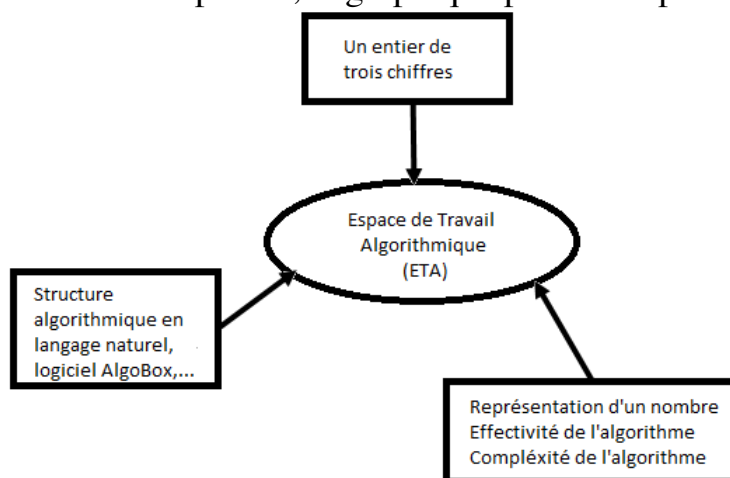 Un entier de
trois chiffres
Espace de Travail
Algorithmique
(ETA)
Structure
algorithmique en
langage naturel,
logiciel AlgoBox,...
Représentation d'un nombre
Effectivité de l'algorithme
Compléxité de l'algorithme